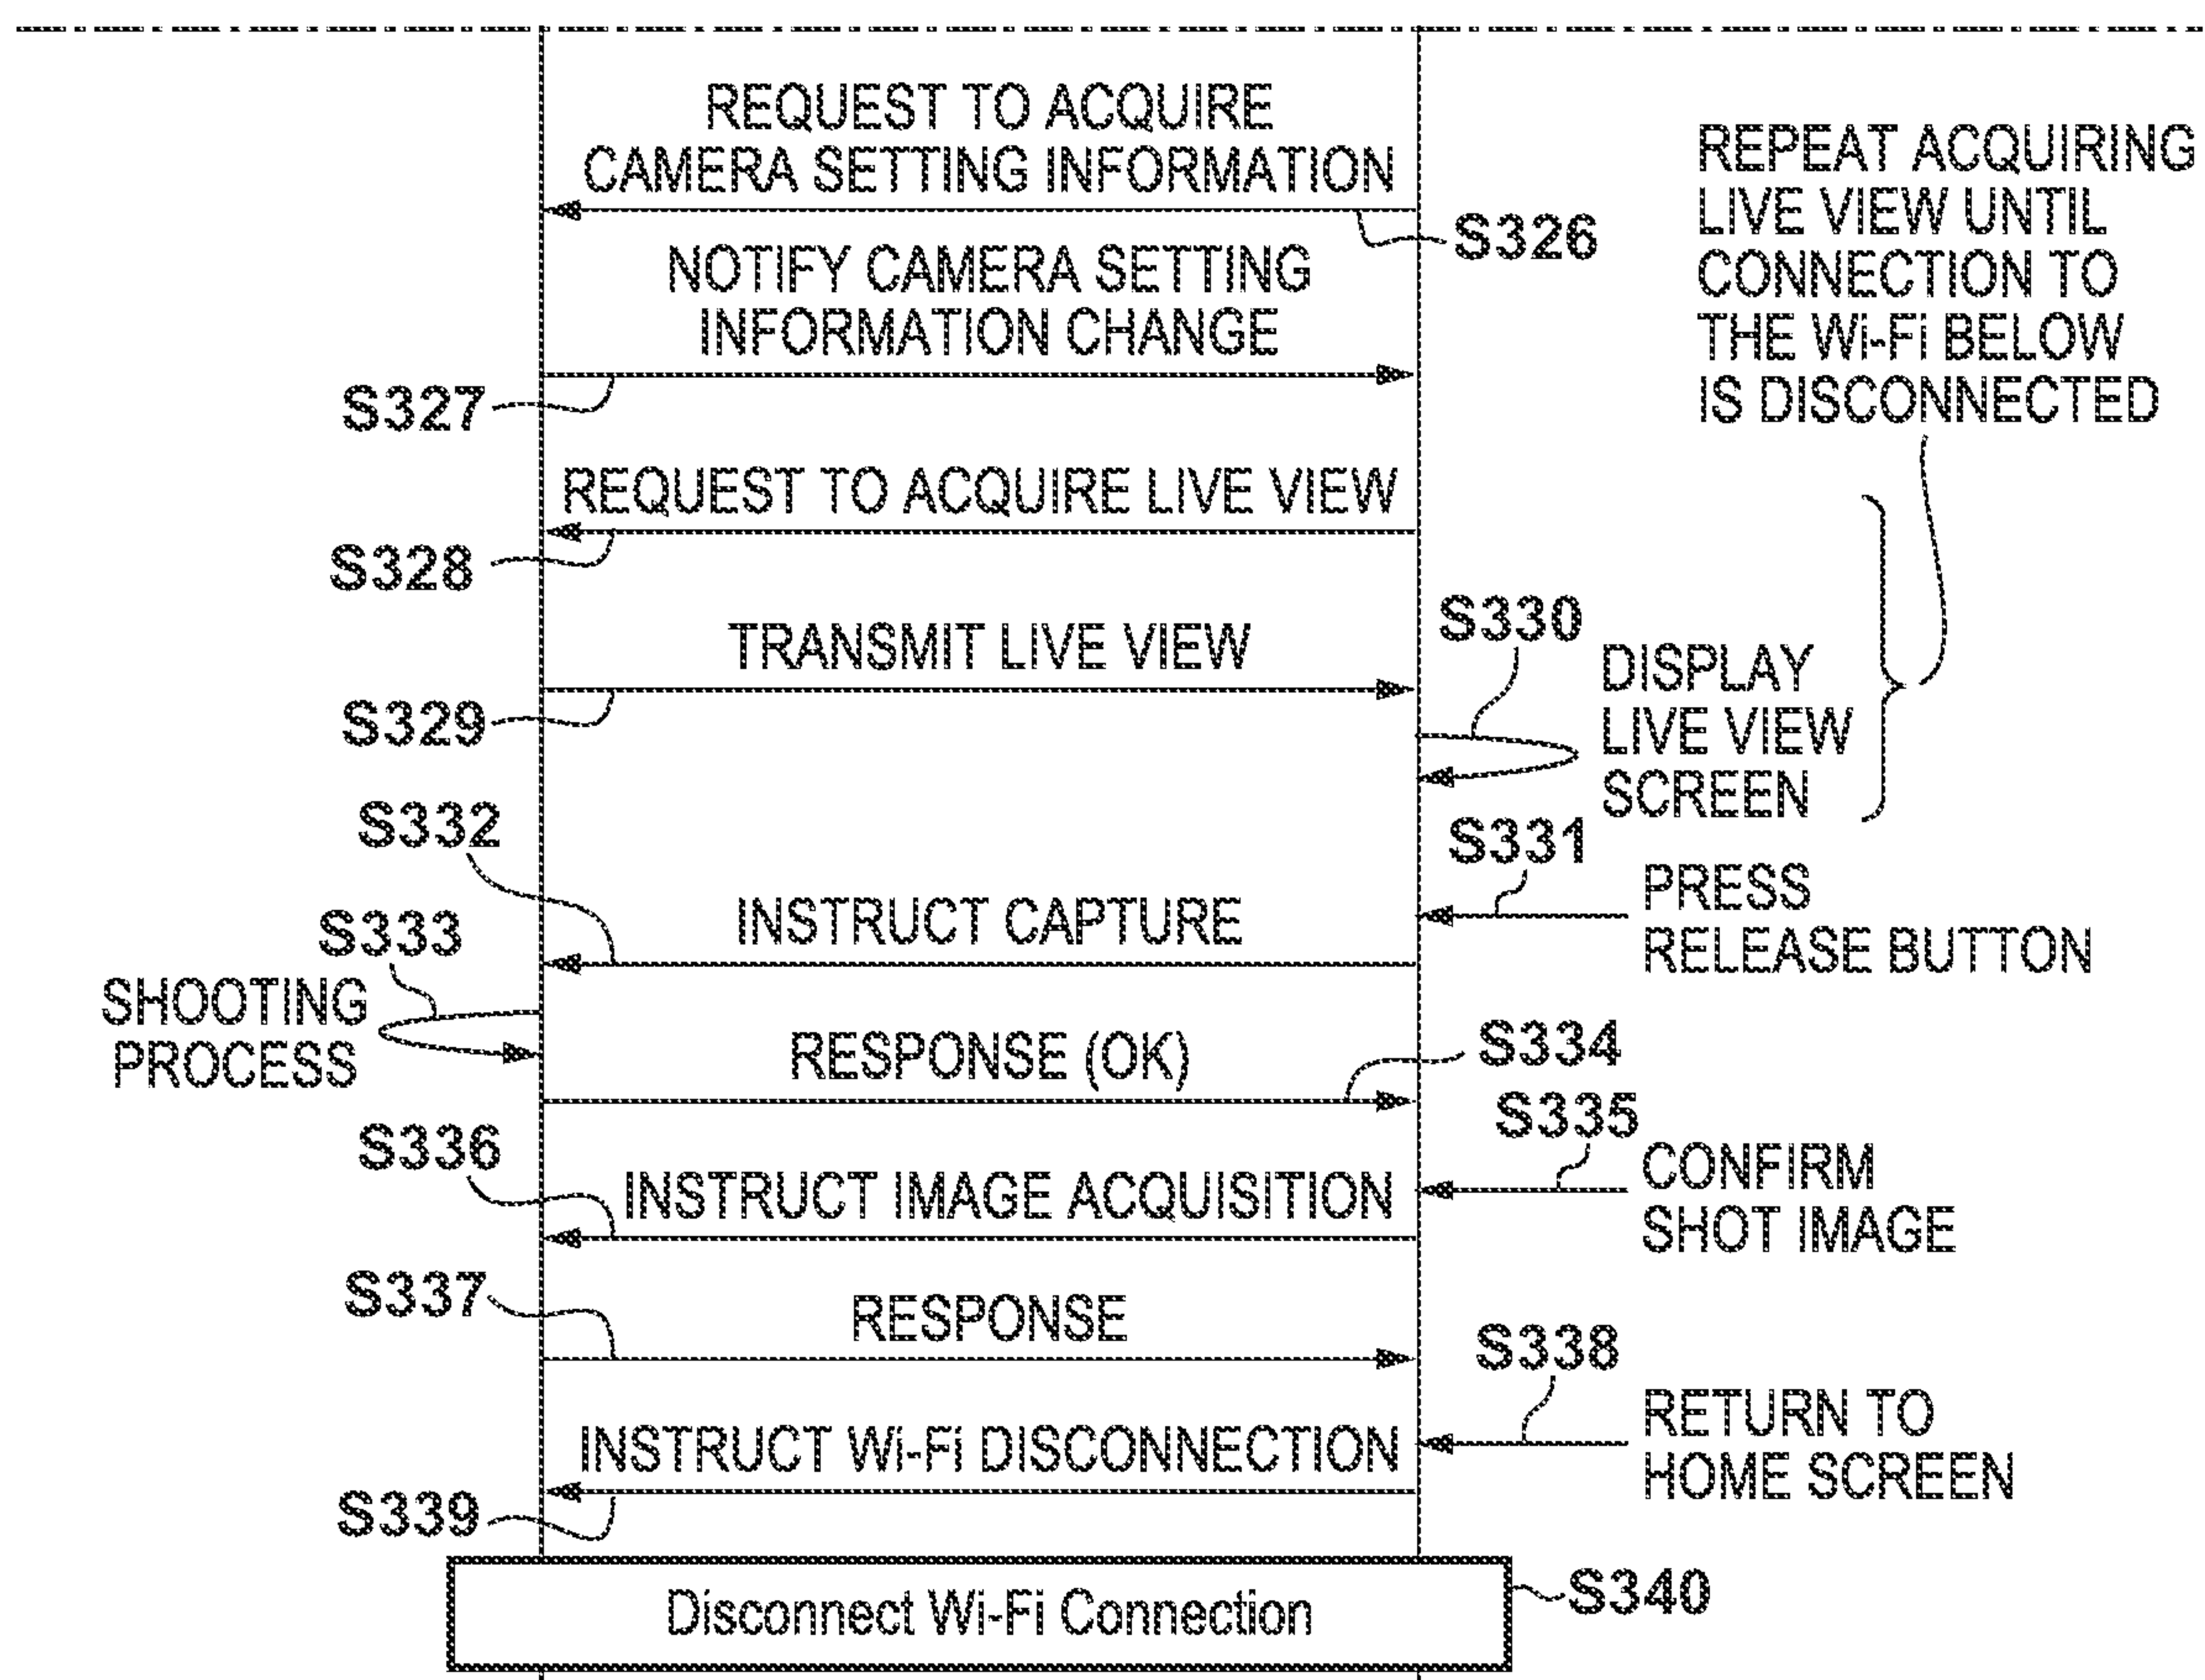 REQUEST TO ACQUIRE
CAMERA SETTING INFORMATION
S326
REPEAT ACQUIRING
LIVE VIEW UNTIL
CONNECTION TO
THE Wi-Fi BELOW
IS DISCONNECTED
NOTIFY CAMERA SETTING
INFORMATION CHANGE
S327
REQUEST TO ACQUIRE LIVE VIEW
S328
TRANSMIT LIVE VIEW
S329
S330
DISPLAY
LIVE VIEW
SCREEN
S331
PRESS
RELEASE BUTTON
S332
INSTRUCT CAPTURE
S333
SHOOTING
PROCESS
RESPONSE (OK)
S334
S335
CONFIRM
SHOT IMAGE
S336
INSTRUCT IMAGE ACQUISITION
S337
RESPONSE
S338
RETURN TO
HOME SCREEN
INSTRUCT Wi-Fi DISCONNECTION
S339
Disconnect Wi-Fi Connection
S340